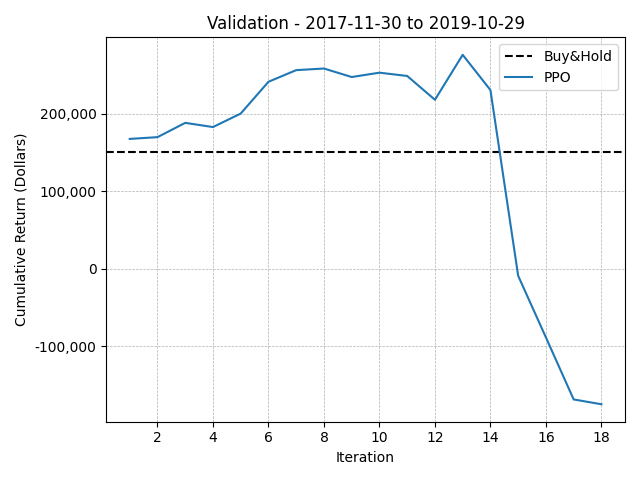 Validation - 2017-11-30 to 2019-10-29
Buy&Hold
PPO
Cumulative Return (Dollars)
200,000
100,000
0
-100,000
2 4 6 8 10 12 14 16 18
Iteration